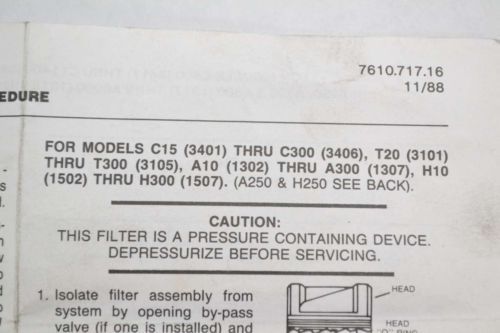 7610.717.16
11/88
EDURE
FOR MODELS C15 (3401) THRU C300 (3406), T20 (3101)
THRU T300 (3105), A10 (1302) THRU A300 (1307), H10
(1502) THRU H300 (1507). (A250 & H250 SEE BACK).
CAUTION:
THIS FILTER IS A PRESSURE CONTAINING DEVICE.
DEPRESSURIZE BEFORE SERVICING.
1. Isolate filter assembly from
system by opening by-pass
valve (if one is installed) and
HEAD
HEAD
"O" RING